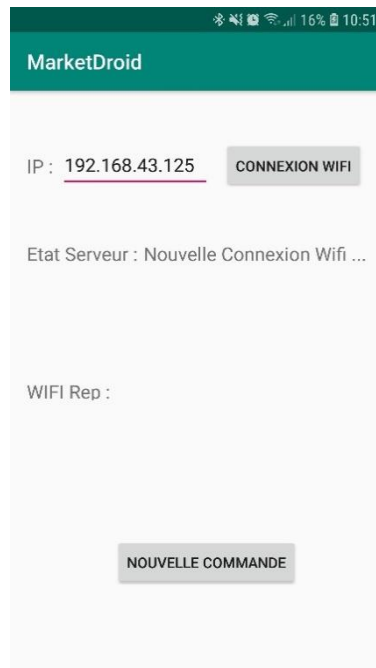 16% 10:51
MarketDroid
IP : 192.168.43.125 CONNEXION WIFI
Etat Serveur : Nouvelle Connexion Wifi ...
WIFI Rep :
NOUVELLE COMMANDE